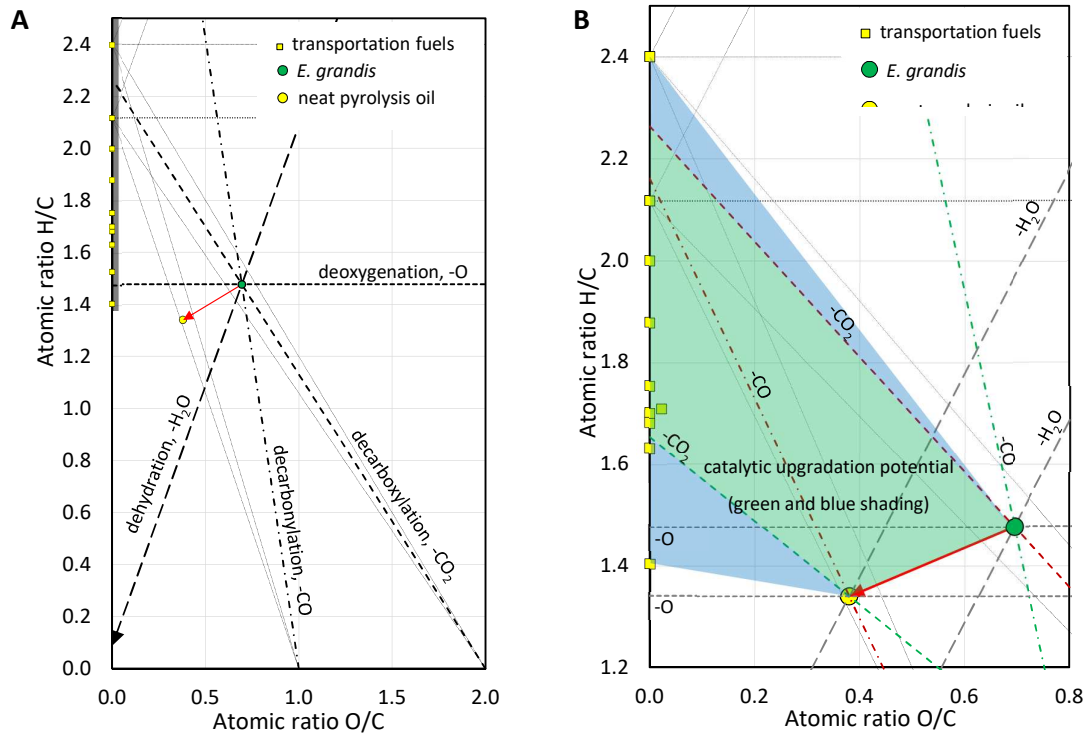 A
2.4
2.2
2.0
1.8
1.6
1.4
1.2
1.0
0.8
0.6
0.4
0.2
0.0
0.0
0.5
1.0
1.5
2.0
Atomic ratio H/C
Atomic ratio O/C
transportation fuels
E. grandis
neat pyrolysis oil
deoxygenation, -O
dehydration, -H₂O
decarbonylation, -CO
decarboxylation, -CO₂
B
2.4
2.2
2.0
1.8
1.6
1.4
1.2
0.0
0.2
0.4
0.6
0.8
Atomic ratio H/C
Atomic ratio O/C
transportation fuels
E. grandis
-H₂O
-CO₂
-CO
-CO
-H₂O
-CO₂
catalytic upgradation potential
(green and blue shading)
-O
-O